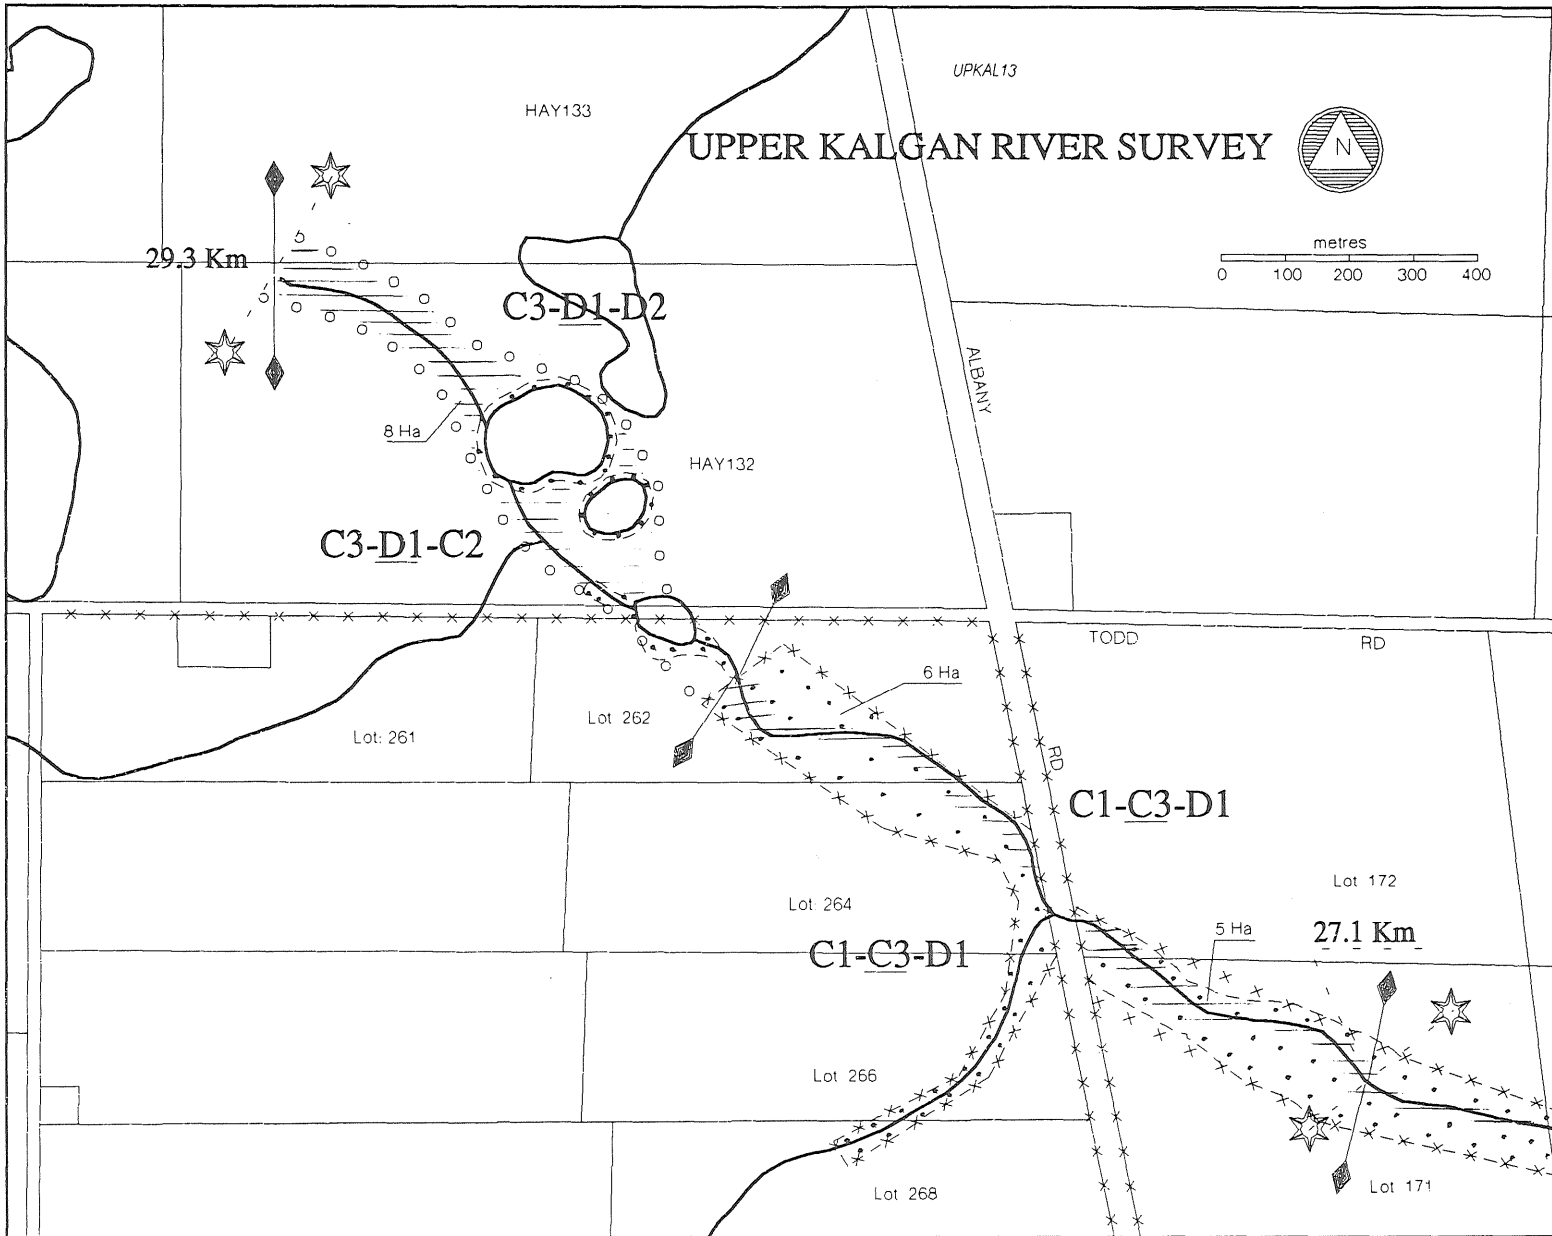 UPKAL13
HAY133
UPPER KALGAN RIVER SURVEY
N
metres
0 100 200 300 400
29.3 Km
C3-D1-D2
ALBANY
8 Ha
HAY132
C3-D1-C2
TODD RD
6 Ha
Lot 262
Lot: 261
RD
C1-C3-D1
Lot 172
Lot: 264
5 Ha
27.1 Km
C1-C3-D1
Lot 266
Lot 268
Lot 171